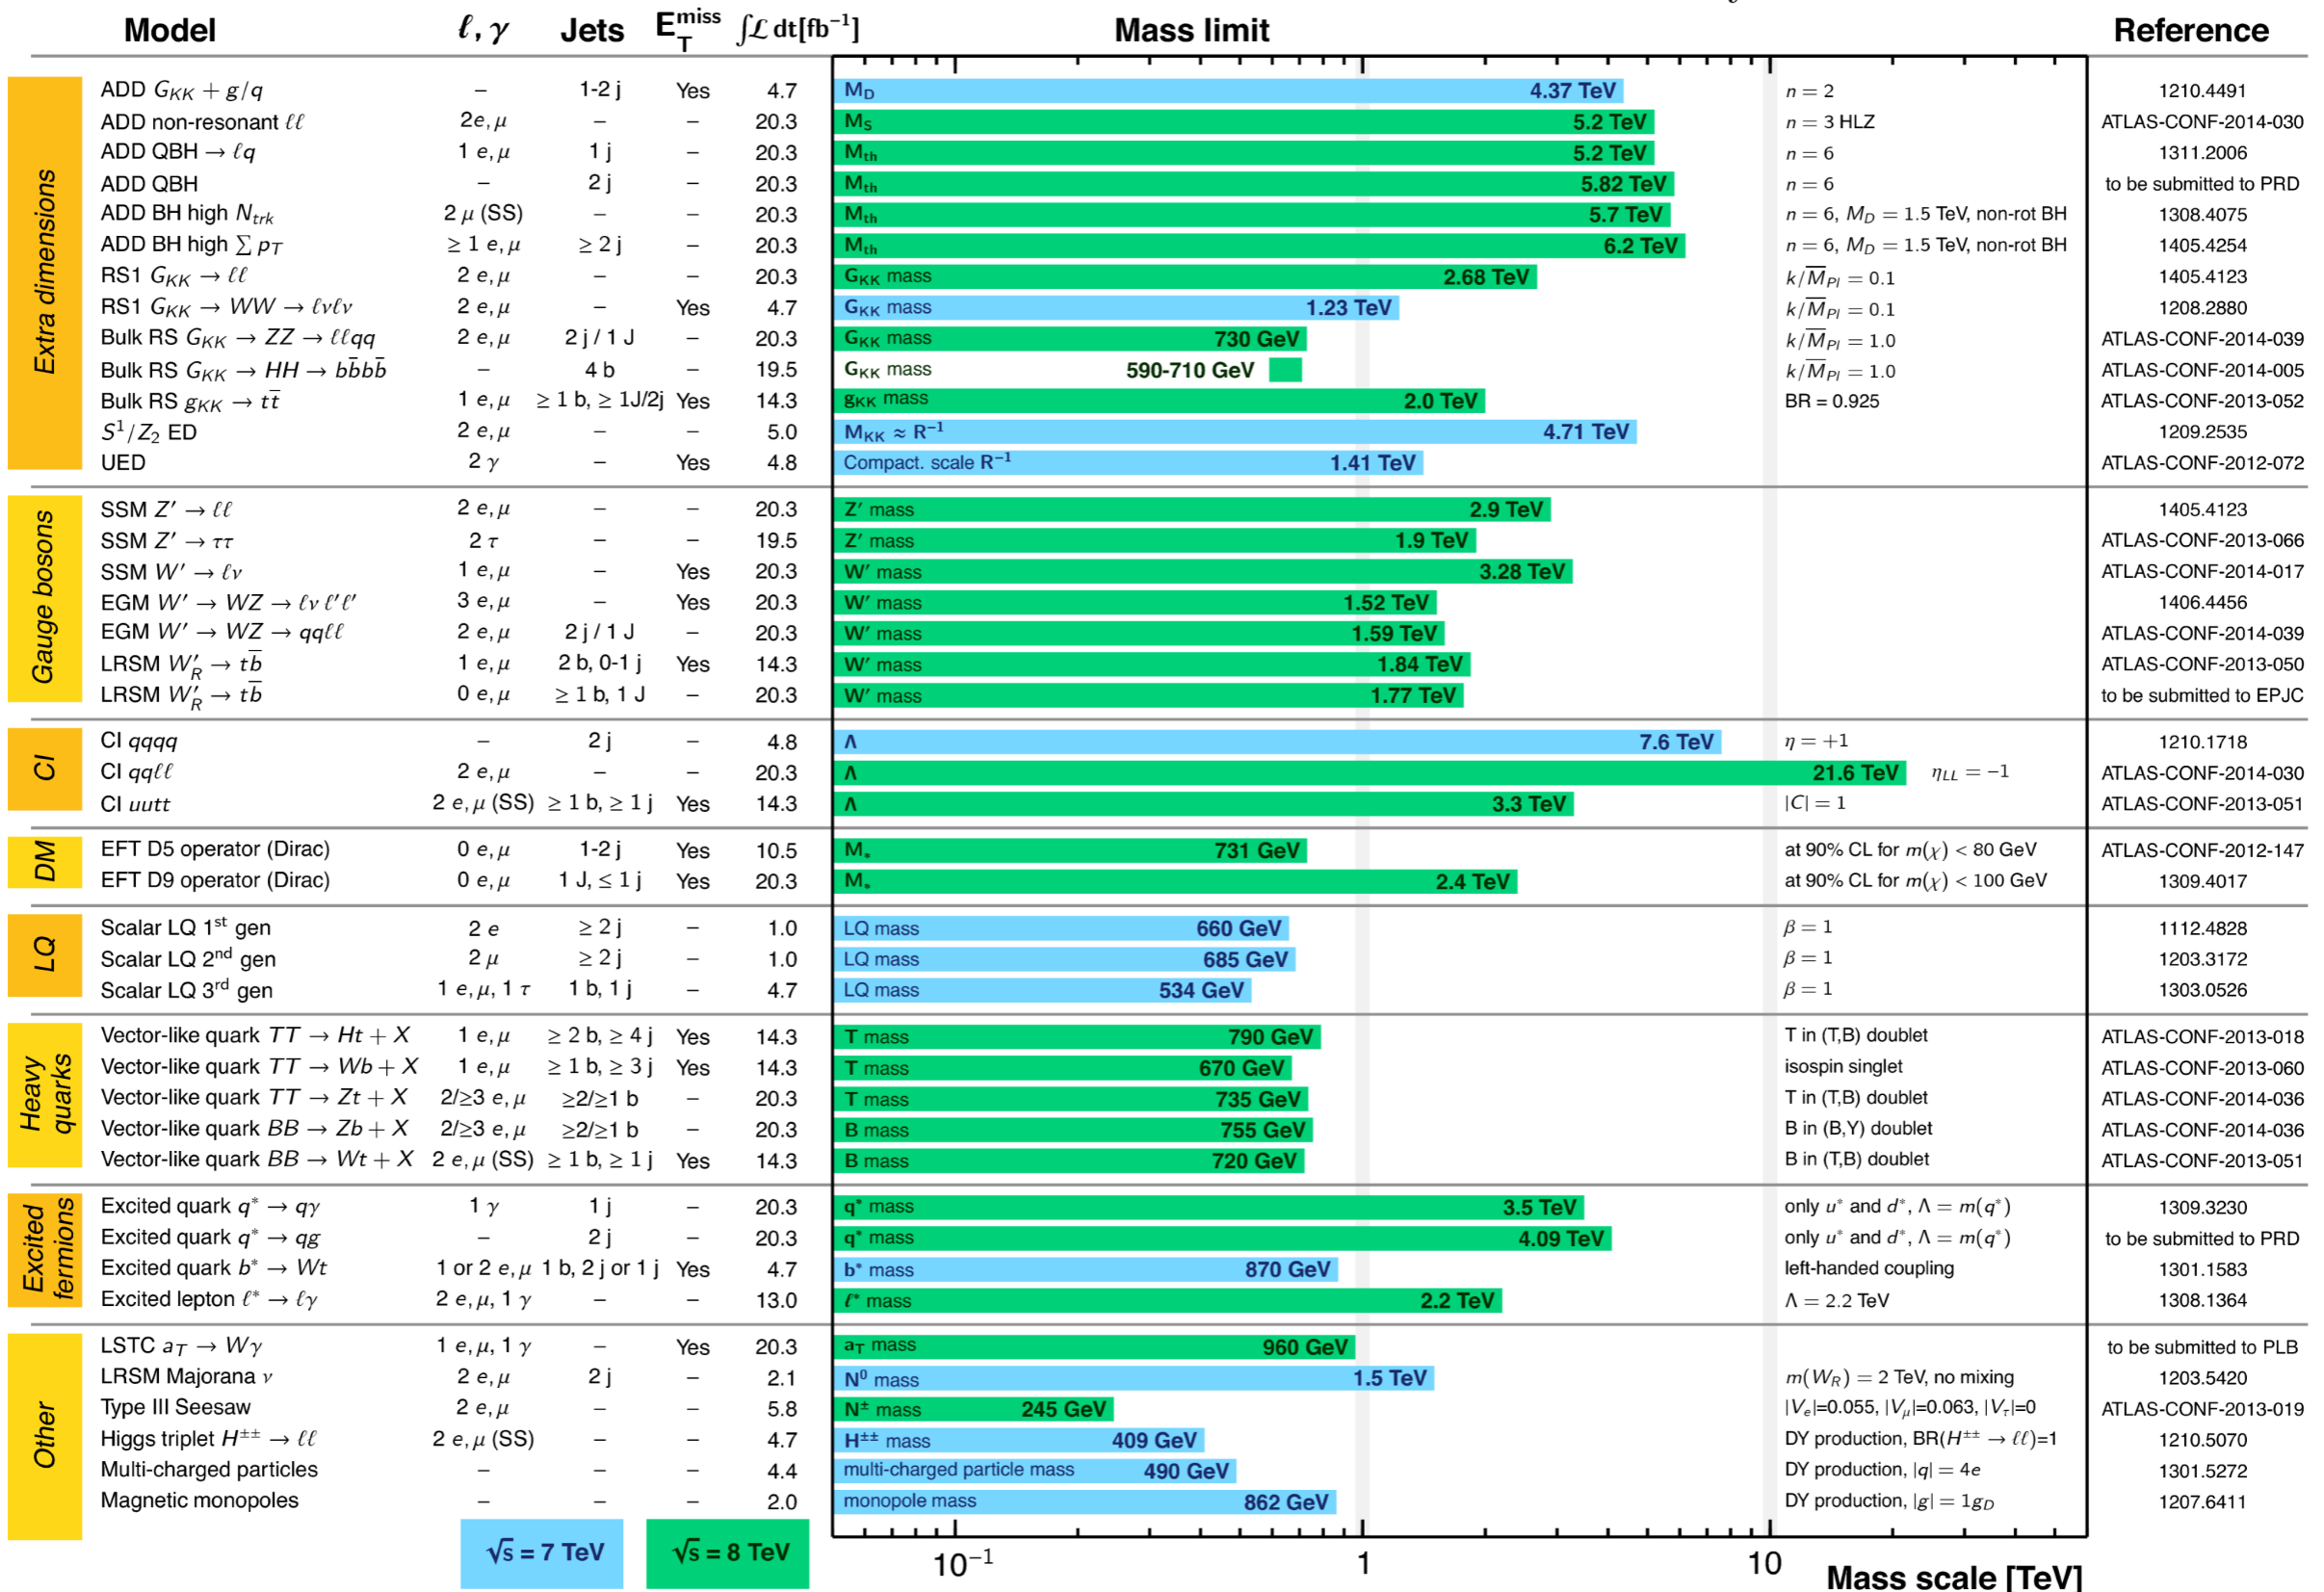 Model ℓ, γ Jets E_T^miss ∫ℒ dt[fb⁻¹] Mass limit Reference
Extra dimensions
ADD G_KK + g/q – 1-2 j Yes 4.7 M_D 4.37 TeV n = 2 1210.4491
ADD non-resonant ℓℓ 2e, μ – – 20.3 M_S 5.2 TeV n = 3 HLZ ATLAS-CONF-2014-030
ADD QBH → ℓq 1 e, μ 1 j – 20.3 M_th 5.2 TeV n = 6 1311.2006
ADD QBH – 2 j – 20.3 M_th 5.82 TeV n = 6 to be submitted to PRD
ADD BH high N_trk 2 μ (SS) – – 20.3 M_th 5.7 TeV n = 6, M_D = 1.5 TeV, non-rot BH 1308.4075
ADD BH high ∑ p_T ≥ 1 e, μ ≥ 2 j – 20.3 M_th 6.2 TeV n = 6, M_D = 1.5 TeV, non-rot BH 1405.4254
RS1 G_KK → ℓℓ 2 e, μ – – 20.3 G_KK mass 2.68 TeV k/M̅_Pl = 0.1 1405.4123
RS1 G_KK → WW → ℓνℓν 2 e, μ – Yes 4.7 G_KK mass 1.23 TeV k/M̅_Pl = 0.1 1208.2880
Bulk RS G_KK → ZZ → ℓℓqq 2 e, μ 2 j / 1 J – 20.3 G_KK mass 730 GeV k/M̅_Pl = 1.0 ATLAS-CONF-2014-039
Bulk RS G_KK → HH → bb̅bb̅ – 4 b – 19.5 G_KK mass 590-710 GeV k/M̅_Pl = 1.0 ATLAS-CONF-2014-005
Bulk RS g_KK → tt̅ 1 e, μ ≥ 1 b, ≥ 1J/2j Yes 14.3 g_KK mass 2.0 TeV BR = 0.925 ATLAS-CONF-2013-052
S¹/Z₂ ED 2 e, μ – – 5.0 M_KK ≈ R⁻¹ 4.71 TeV 1209.2535
UED 2 γ – Yes 4.8 Compact. scale R⁻¹ 1.41 TeV ATLAS-CONF-2012-072
Gauge bosons
SSM Z′ → ℓℓ 2 e, μ – – 20.3 Z′ mass 2.9 TeV 1405.4123
SSM Z′ → ττ 2 τ – – 19.5 Z′ mass 1.9 TeV ATLAS-CONF-2013-066
SSM W′ → ℓν 1 e, μ – Yes 20.3 W′ mass 3.28 TeV ATLAS-CONF-2014-017
EGM W′ → WZ → ℓν ℓ′ℓ′ 3 e, μ – Yes 20.3 W′ mass 1.52 TeV 1406.4456
EGM W′ → WZ → qqℓℓ 2 e, μ 2 j / 1 J – 20.3 W′ mass 1.59 TeV ATLAS-CONF-2014-039
LRSM W′_R → tb̅ 1 e, μ 2 b, 0-1 j Yes 14.3 W′ mass 1.84 TeV ATLAS-CONF-2013-050
LRSM W′_R → tb̅ 0 e, μ ≥ 1 b, 1 J – 20.3 W′ mass 1.77 TeV to be submitted to EPJC
CI
CI qqqq – 2 j – 4.8 Λ 7.6 TeV η = +1 1210.1718
CI qqℓℓ 2 e, μ – – 20.3 Λ 21.6 TeV η_LL = −1 ATLAS-CONF-2014-030
CI uutt 2 e, μ (SS) ≥ 1 b, ≥ 1 j Yes 14.3 Λ 3.3 TeV |C| = 1 ATLAS-CONF-2013-051
DM
EFT D5 operator (Dirac) 0 e, μ 1-2 j Yes 10.5 M_* 731 GeV at 90% CL for m(χ) < 80 GeV ATLAS-CONF-2012-147
EFT D9 operator (Dirac) 0 e, μ 1 J, ≤ 1 j Yes 20.3 M_* 2.4 TeV at 90% CL for m(χ) < 100 GeV 1309.4017
LQ
Scalar LQ 1st gen 2 e ≥ 2 j – 1.0 LQ mass 660 GeV β = 1 1112.4828
Scalar LQ 2nd gen 2 μ ≥ 2 j – 1.0 LQ mass 685 GeV β = 1 1203.3172
Scalar LQ 3rd gen 1 e, μ, 1 τ 1 b, 1 j – 4.7 LQ mass 534 GeV β = 1 1303.0526
Heavy quarks
Vector-like quark TT → Ht + X 1 e, μ ≥ 2 b, ≥ 4 j Yes 14.3 T mass 790 GeV T in (T,B) doublet ATLAS-CONF-2013-018
Vector-like quark TT → Wb + X 1 e, μ ≥ 1 b, ≥ 3 j Yes 14.3 T mass 670 GeV isospin singlet ATLAS-CONF-2013-060
Vector-like quark TT → Zt + X 2/≥3 e, μ ≥2/≥1 b – 20.3 T mass 735 GeV T in (T,B) doublet ATLAS-CONF-2014-036
Vector-like quark BB → Zb + X 2/≥3 e, μ ≥2/≥1 b – 20.3 B mass 755 GeV B in (B,Y) doublet ATLAS-CONF-2014-036
Vector-like quark BB → Wt + X 2 e, μ (SS) ≥ 1 b, ≥ 1 j Yes 14.3 B mass 720 GeV B in (T,B) doublet ATLAS-CONF-2013-051
Excited fermions
Excited quark q* → qγ 1 γ 1 j – 20.3 q* mass 3.5 TeV only u* and d*, Λ = m(q*) 1309.3230
Excited quark q* → qg – 2 j – 20.3 q* mass 4.09 TeV only u* and d*, Λ = m(q*) to be submitted to PRD
Excited quark b* → Wt 1 or 2 e, μ 1 b, 2 j or 1 j Yes 4.7 b* mass 870 GeV left-handed coupling 1301.1583
Excited lepton ℓ* → ℓγ 2 e, μ, 1 γ – – 13.0 ℓ* mass 2.2 TeV Λ = 2.2 TeV 1308.1364
Other
LSTC a_T → Wγ 1 e, μ, 1 γ – Yes 20.3 a_T mass 960 GeV to be submitted to PLB
LRSM Majorana ν 2 e, μ 2 j – 2.1 N⁰ mass 1.5 TeV m(W_R) = 2 TeV, no mixing 1203.5420
Type III Seesaw 2 e, μ – – 5.8 N± mass 245 GeV |V_e|=0.055, |V_μ|=0.063, |V_τ|=0 ATLAS-CONF-2013-019
Higgs triplet H±± → ℓℓ 2 e, μ (SS) – – 4.7 H±± mass 409 GeV DY production, BR(H±± → ℓℓ)=1 1210.5070
Multi-charged particles – – – 4.4 multi-charged particle mass 490 GeV DY production, |q| = 4e 1301.5272
Magnetic monopoles – – – 2.0 monopole mass 862 GeV DY production, |g| = 1g_D 1207.6411
√s = 7 TeV √s = 8 TeV
10⁻¹ 1 10
Mass scale [TeV]